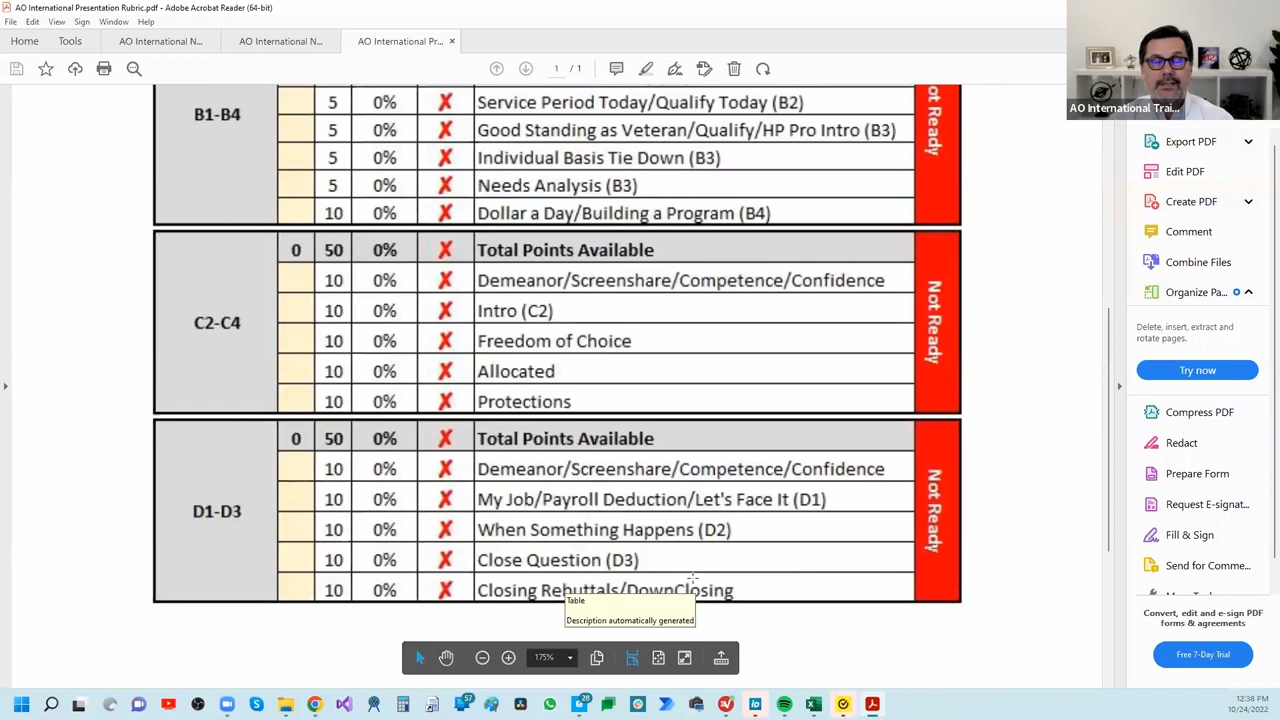 AO International Presentation Rubric.pdf - Adobe Acrobat Reader (64-bit)
File Edit View Sign Window Help
Home Tools AO International N... AO International N... AO International Pr... ×
1 / 1
B1-B4
5 0% ✗ Service Period Today/Qualify Today (B2)
5 0% ✗ Good Standing as Veteran/Qualify/HP Pro Intro (B3)
5 0% ✗ Individual Basis Tie Down (B3)
5 0% ✗ Needs Analysis (B3)
10 0% ✗ Dollar a Day/Building a Program (B4)
ot Ready
C2-C4
0 50 0% ✗ Total Points Available
10 0% ✗ Demeanor/Screenshare/Competence/Confidence
10 0% ✗ Intro (C2)
10 0% ✗ Freedom of Choice
10 0% ✗ Allocated
10 0% ✗ Protections
Not Ready
D1-D3
0 50 0% ✗ Total Points Available
10 0% ✗ Demeanor/Screenshare/Competence/Confidence
10 0% ✗ My Job/Payroll Deduction/Let's Face It (D1)
10 0% ✗ When Something Happens (D2)
10 0% ✗ Close Question (D3)
10 0% ✗ Closing Rebuttals/DownClosing
Not Ready
Table
Description automatically generated
175%
AO International Trai...
Export PDF
Edit PDF
Create PDF
Comment
Combine Files
Organize Pa...
Delete, insert, extract and
rotate pages.
Try now
Compress PDF
Redact
Prepare Form
Request E-signat...
Fill & Sign
Send for Comme...
Convert, edit and e-sign PDF
forms & agreements
Free 7-Day Trial
57
28
12:38 PM
10/24/2022